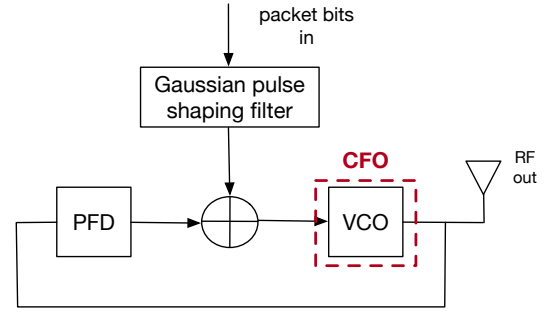 packet bits
in
Gaussian pulse
shaping filter
CFO
RF
out
PFD
VCO